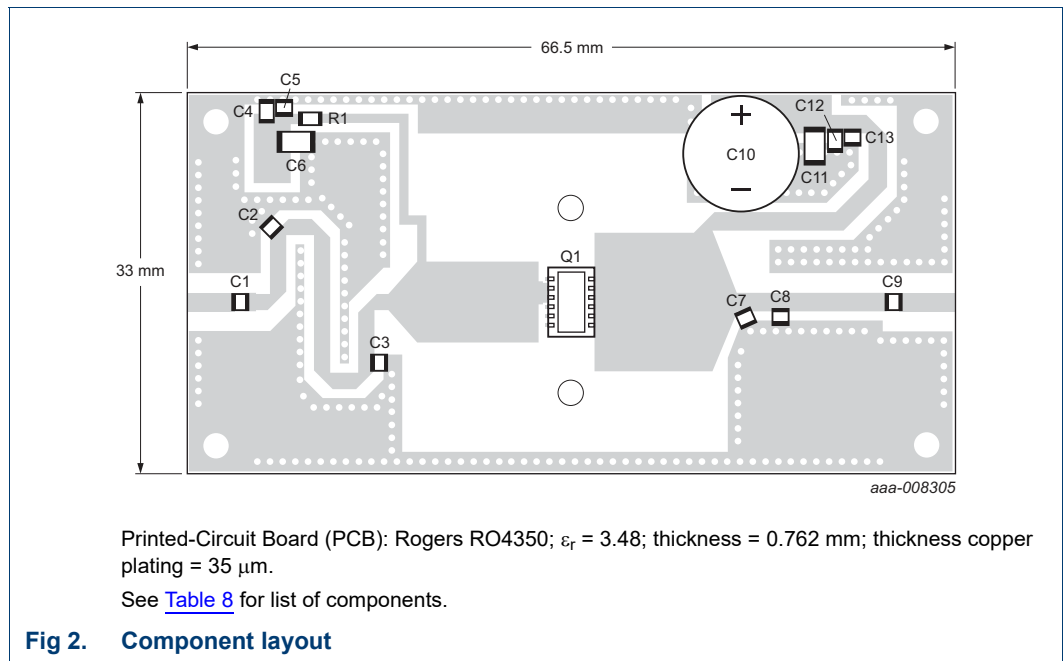 66.5 mm
C5
C4
R1
C6
C12
C13
C11
+
C10
−
C2
33 mm
Q1
C1
C9
C7
C8
C3
aaa-008305
Printed-Circuit Board (PCB): Rogers RO4350; εr = 3.48; thickness = 0.762 mm; thickness copper
plating = 35 μm.
See Table 8 for list of components.
Fig 2. Component layout